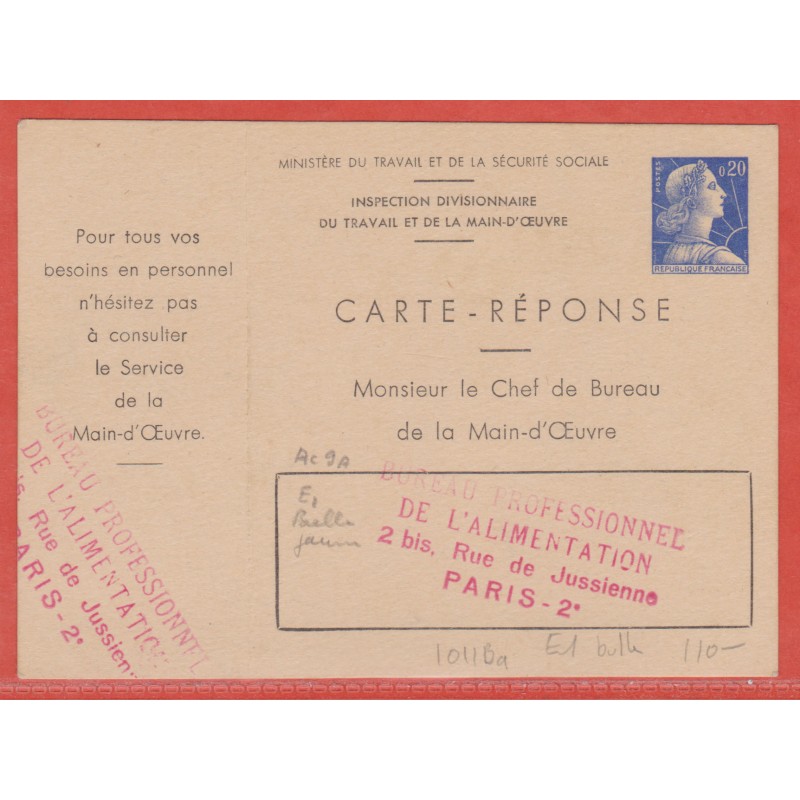 MINISTÈRE DU TRAVAIL ET DE LA SÉCURITÉ SOCIALE
INSPECTION DIVISIONNAIRE
DU TRAVAIL ET DE LA MAIN-D'ŒUVRE
POSTES
0,20
REPUBLIQUE FRANÇAISE
Pour tous vos
besoins en personnel
n'hésitez pas
à consulter
le Service
de la
Main-d'Œuvre.
CARTE-RÉPONSE
Monsieur le Chef de Bureau
de la Main-d'Œuvre
BUREAU PROFESSIONNEL
DE L'ALIMENTATION
s, Rue de Jussienn
PARIS-2e
Ac 9A
E1
BUREAU PROFESSIONNEL
DE L'ALIMENTATION
2 bis, Rue de Jussienne
PARIS-2e
1011Ba E1 110-